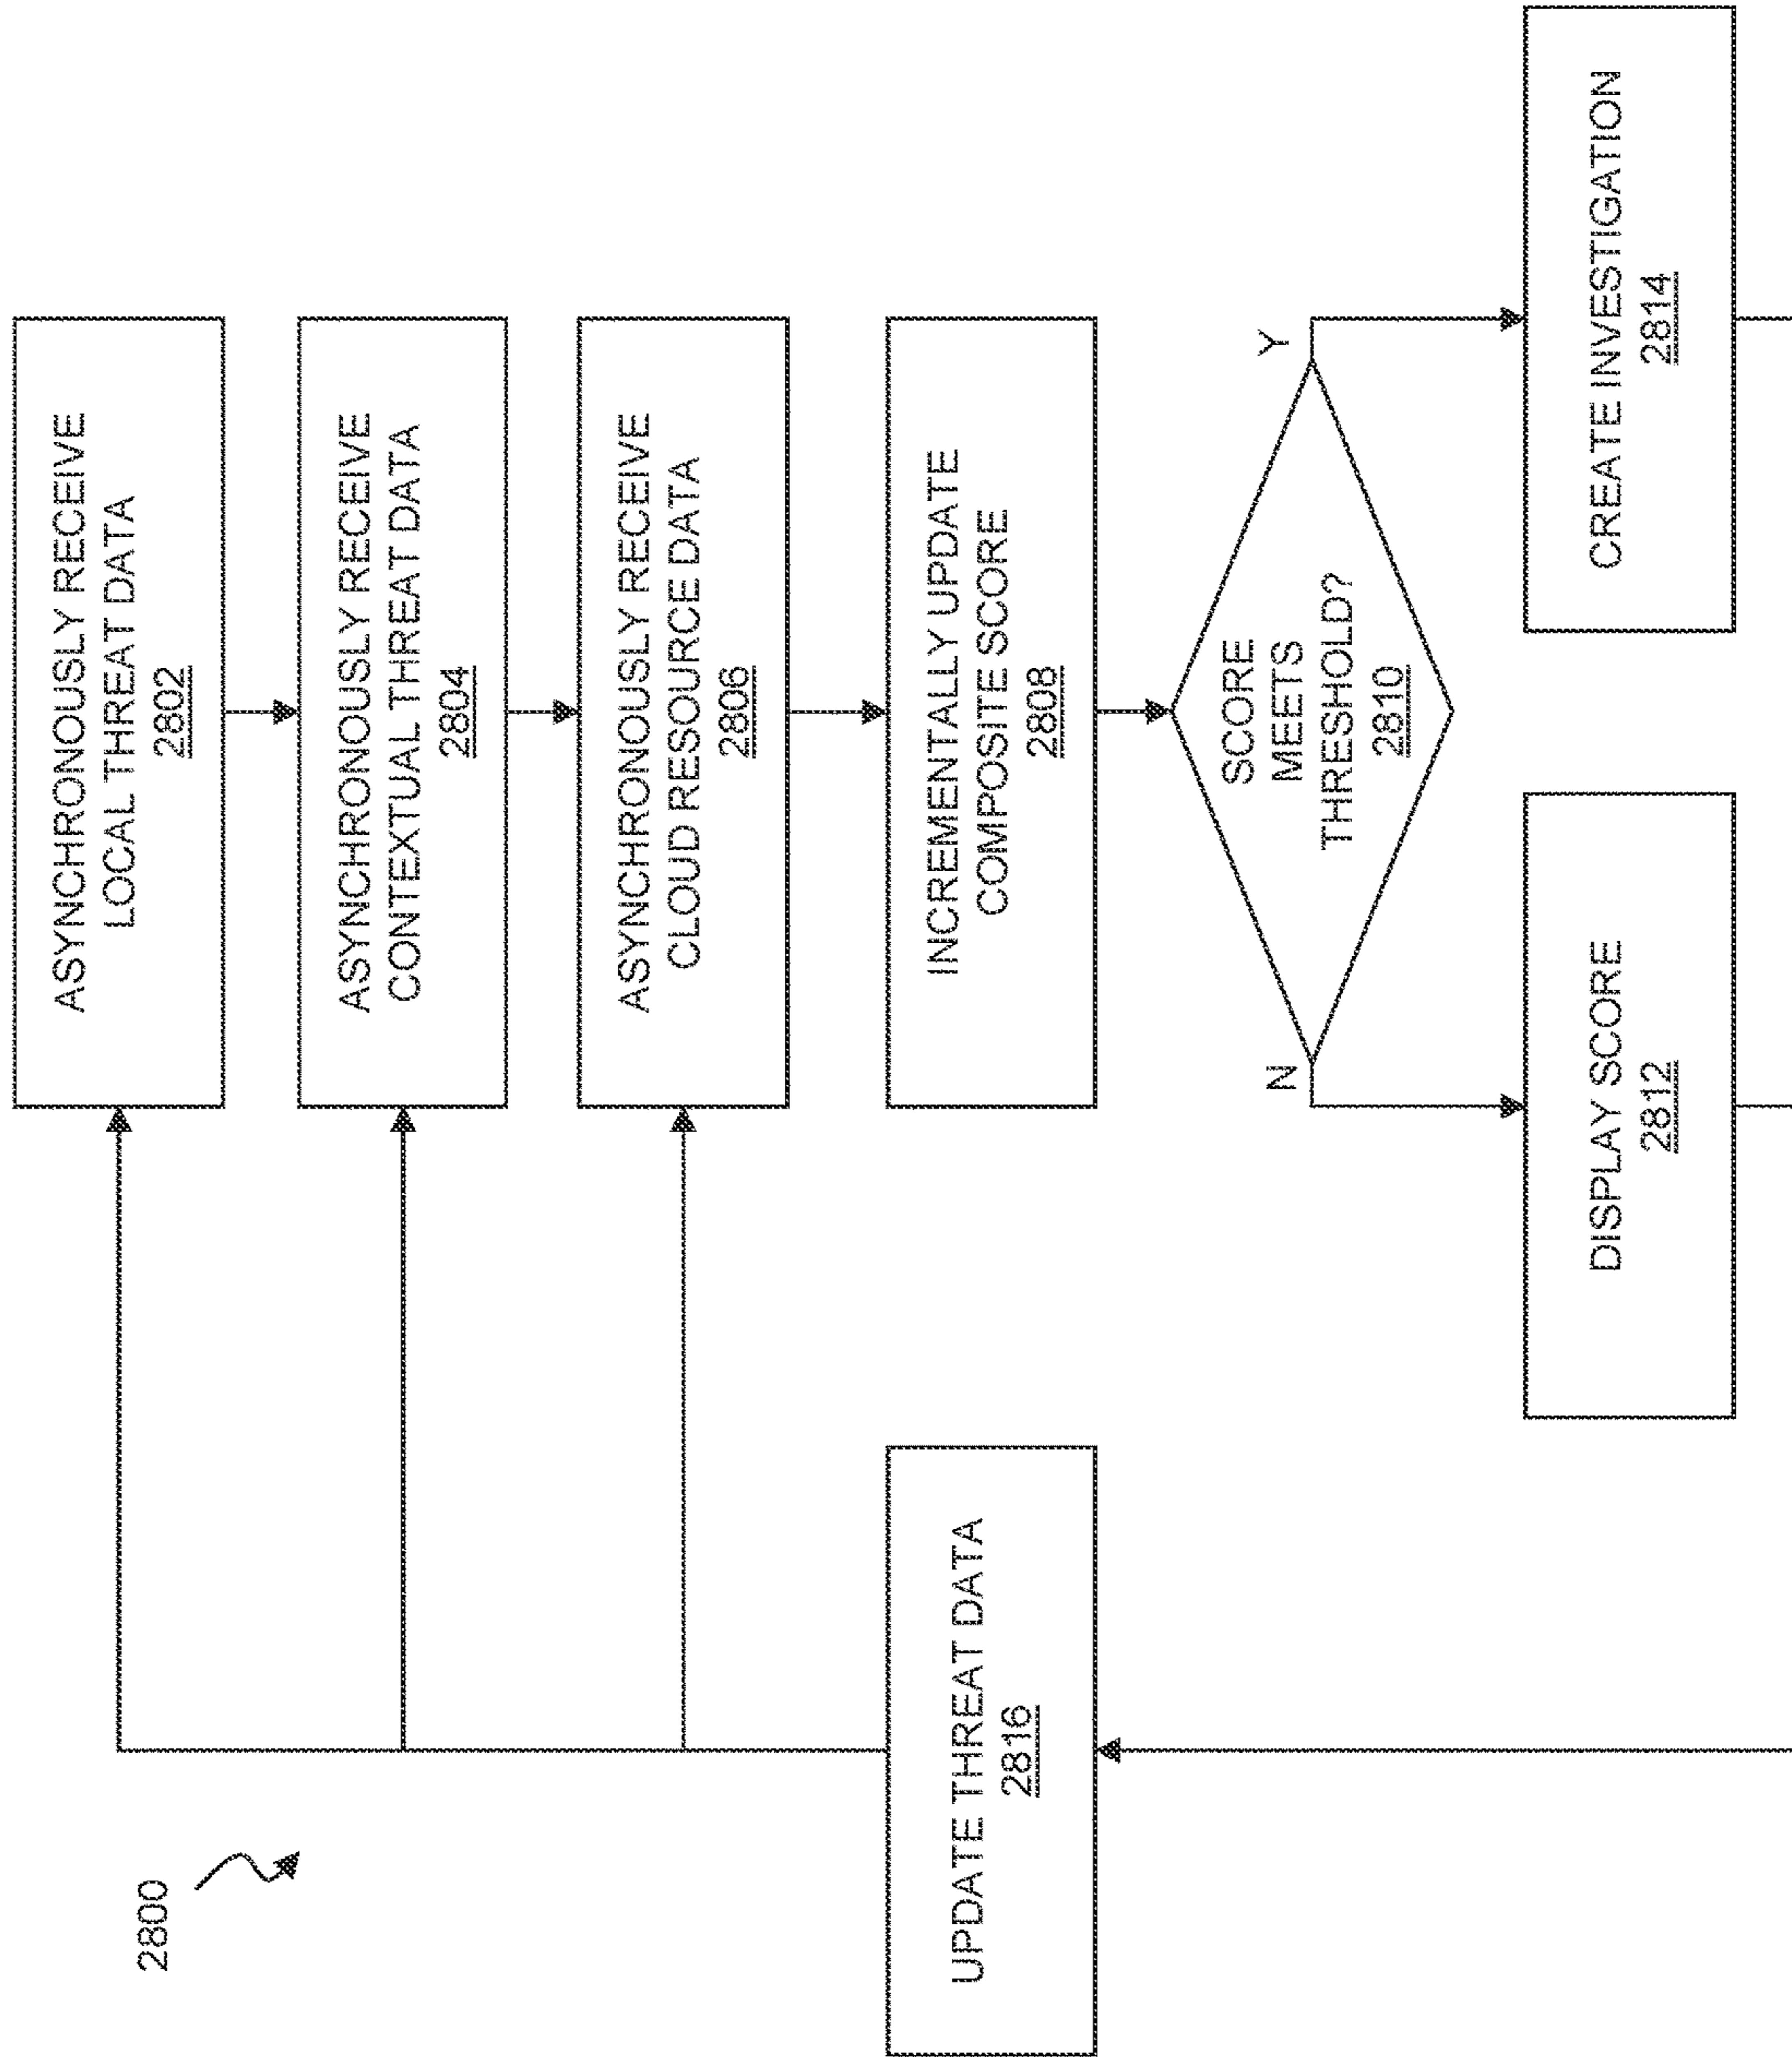 2800
ASYNCHRONOUSLY RECEIVE
LOCAL THREAT DATA
2802
ASYNCHRONOUSLY RECEIVE
CONTEXTUAL THREAT DATA
2804
ASYNCHRONOUSLY RECEIVE
CLOUD RESOURCE DATA
2806
UPDATE THREAT DATA
2816
INCREMENTALLY UPDATE
COMPOSITE SCORE
2808
SCORE
MEETS
THRESHOLD?
2810
N
Y
DISPLAY SCORE
2812
CREATE INVESTIGATION
2814